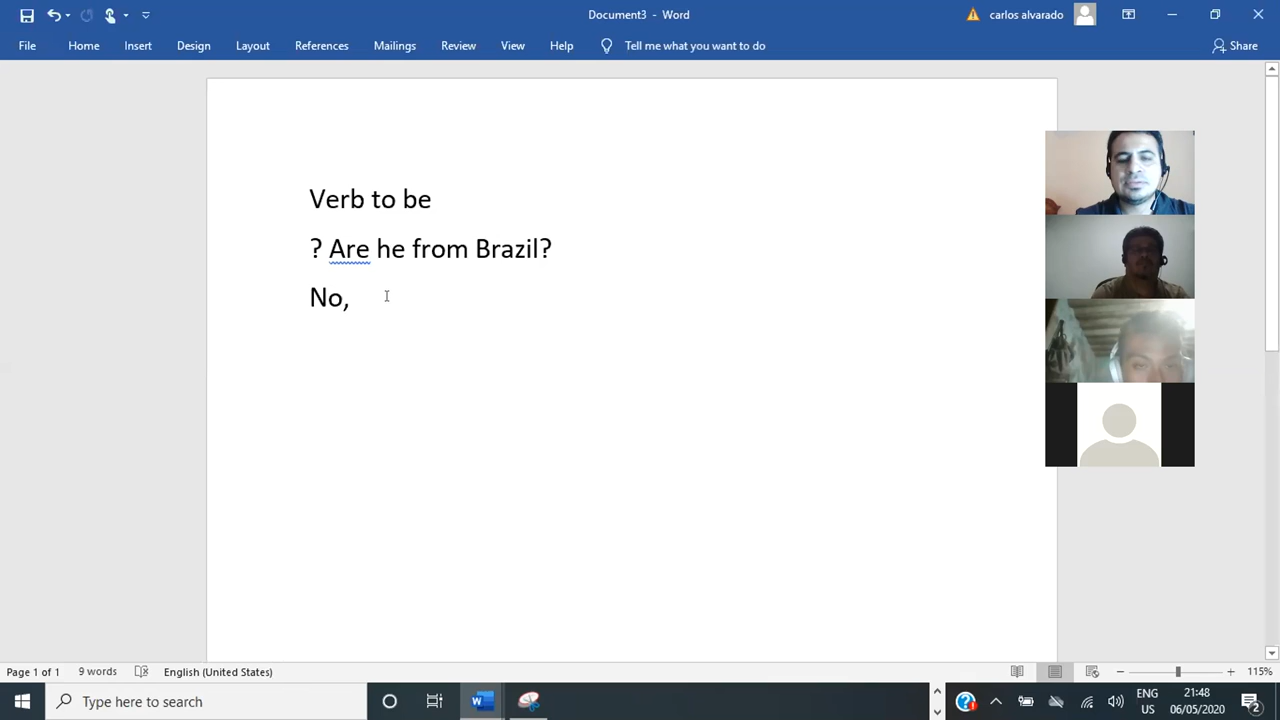 Document3 - Word
carlos alvarado
File Home Insert Design Layout References Mailings Review View Help Tell me what you want to do Share
Verb to be
? Are he from Brazil?
No,
Page 1 of 1 9 words English (United States) 115%
Type here to search
ENG
US
21:48
06/05/2020
2